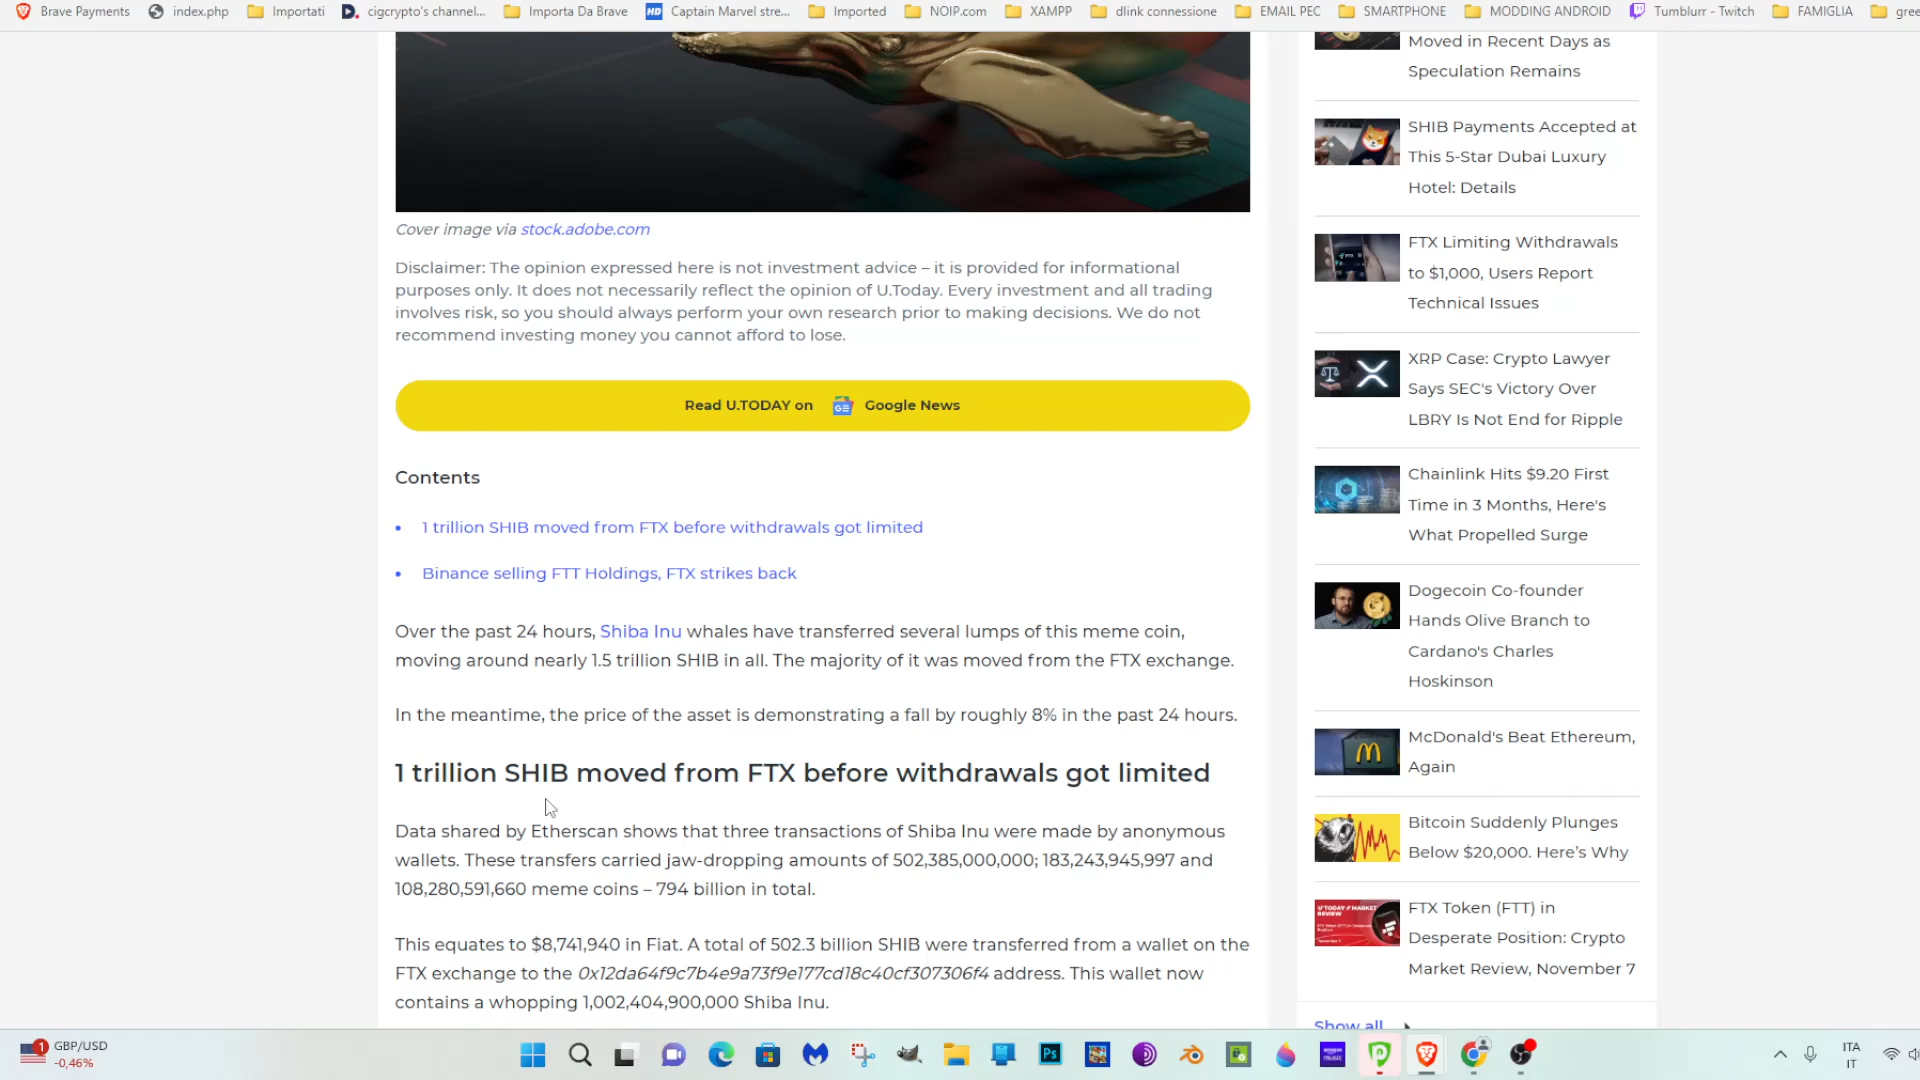 Brave Payments
index.php
Importati
cigcrypto's channel...
Importa Da Brave
HD
Captain Marvel stre...
Imported
NOIP.com
XAMPP
dlink connessione
EMAIL PEC
SMARTPHONE
MODDING ANDROID
Tumblurr - Twitch
FAMIGLIA
gree
Cover image via stock.adobe.com
Disclaimer: The opinion expressed here is not investment advice – it is provided for informational
purposes only. It does not necessarily reflect the opinion of U.Today. Every investment and all trading
involves risk, so you should always perform your own research prior to making decisions. We do not
recommend investing money you cannot afford to lose.
Read U.TODAY on Google News
Contents
• 1 trillion SHIB moved from FTX before withdrawals got limited
• Binance selling FTT Holdings, FTX strikes back
Over the past 24 hours, Shiba Inu whales have transferred several lumps of this meme coin,
moving around nearly 1.5 trillion SHIB in all. The majority of it was moved from the FTX exchange.
In the meantime, the price of the asset is demonstrating a fall by roughly 8% in the past 24 hours.
1 trillion SHIB moved from FTX before withdrawals got limited
Data shared by Etherscan shows that three transactions of Shiba Inu were made by anonymous
wallets. These transfers carried jaw-dropping amounts of 502,385,000,000; 183,243,945,997 and
108,280,591,660 meme coins – 794 billion in total.
This equates to $8,741,940 in Fiat. A total of 502.3 billion SHIB were transferred from a wallet on the
FTX exchange to the 0x12da64f9c7b4e9a73f9e177cd18c40cf307306f4 address. This wallet now
contains a whopping 1,002,404,900,000 Shiba Inu.
Moved in Recent Days as
Speculation Remains
SHIB Payments Accepted at
This 5-Star Dubai Luxury
Hotel: Details
FTX Limiting Withdrawals
to $1,000, Users Report
Technical Issues
XRP Case: Crypto Lawyer
Says SEC's Victory Over
LBRY Is Not End for Ripple
Chainlink Hits $9.20 First
Time in 3 Months, Here's
What Propelled Surge
Dogecoin Co-founder
Hands Olive Branch to
Cardano's Charles
Hoskinson
McDonald's Beat Ethereum,
Again
Bitcoin Suddenly Plunges
Below $20,000. Here's Why
FTX Token (FTT) in
Desperate Position: Crypto
Market Review, November 7
Show all
1
GBP/USD
-0,46%
Ps
ITA
IT